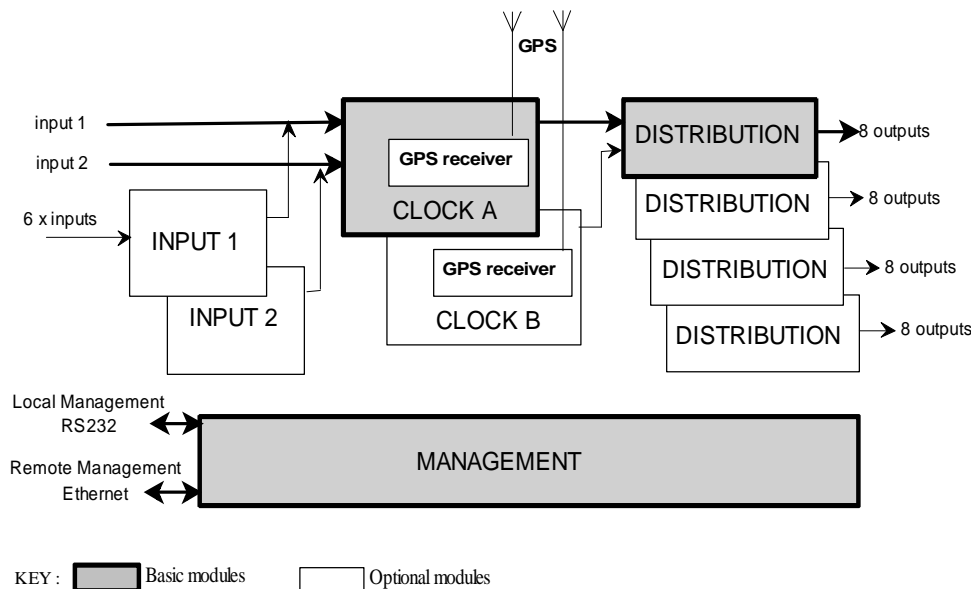 GPS
input 1
input 2
6 x inputs
INPUT 1
INPUT 2
GPS receiver
CLOCK A
GPS receiver
CLOCK B
DISTRIBUTION
8 outputs
DISTRIBUTION
8 outputs
DISTRIBUTION
8 outputs
DISTRIBUTION
8 outputs
Local Management
RS232
Remote Management
Ethernet
MANAGEMENT
KEY :
Basic modules
Optional modules